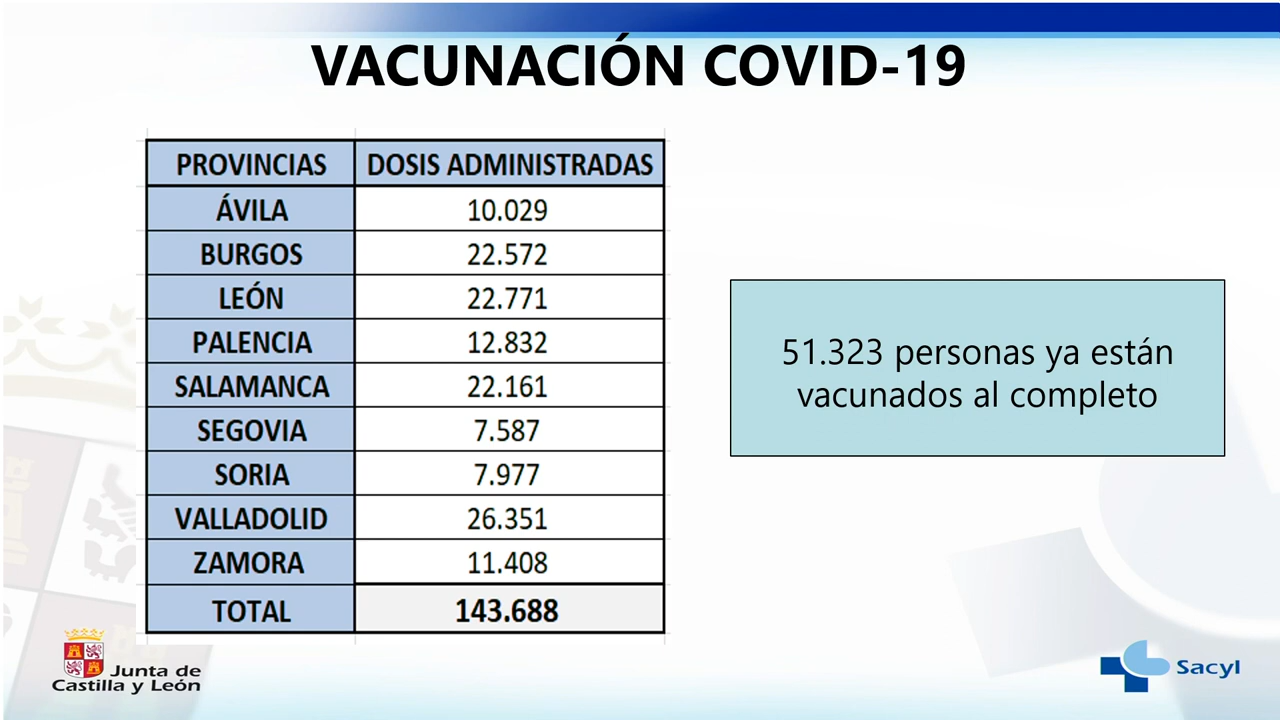 VACUNACIÓN COVID-19
PROVINCIAS DOSIS ADMINISTRADAS
ÁVILA 10.029
BURGOS 22.572
LEÓN 22.771
PALENCIA 12.832
SALAMANCA 22.161
SEGOVIA 7.587
SORIA 7.977
VALLADOLID 26.351
ZAMORA 11.408
TOTAL 143.688
51.323 personas ya están
vacunados al completo
Junta de
Castilla y León
Sacyl